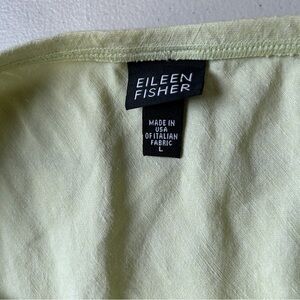 EILEEN
FISHER
MADE IN
USA
OF ITALIAN
FABRIC
L